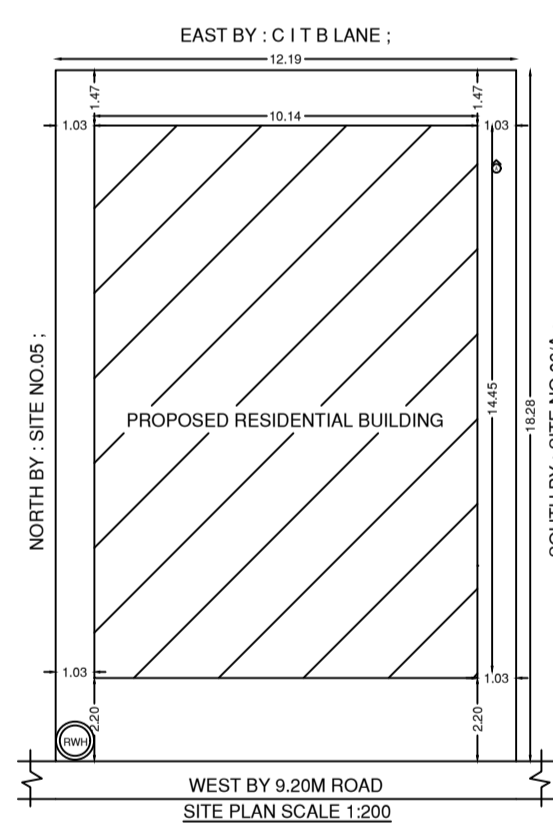 EAST BY : C I T B LANE ;
12.19
1.47
1.47
10.14
1.03
1.03
NORTH BY : SITE NO.05 ;
PROPOSED RESIDENTIAL BUILDING
14.45
18.28
1.03
1.03
2.20
2.20
RWH
WEST BY 9.20M ROAD
SITE PLAN SCALE 1:200